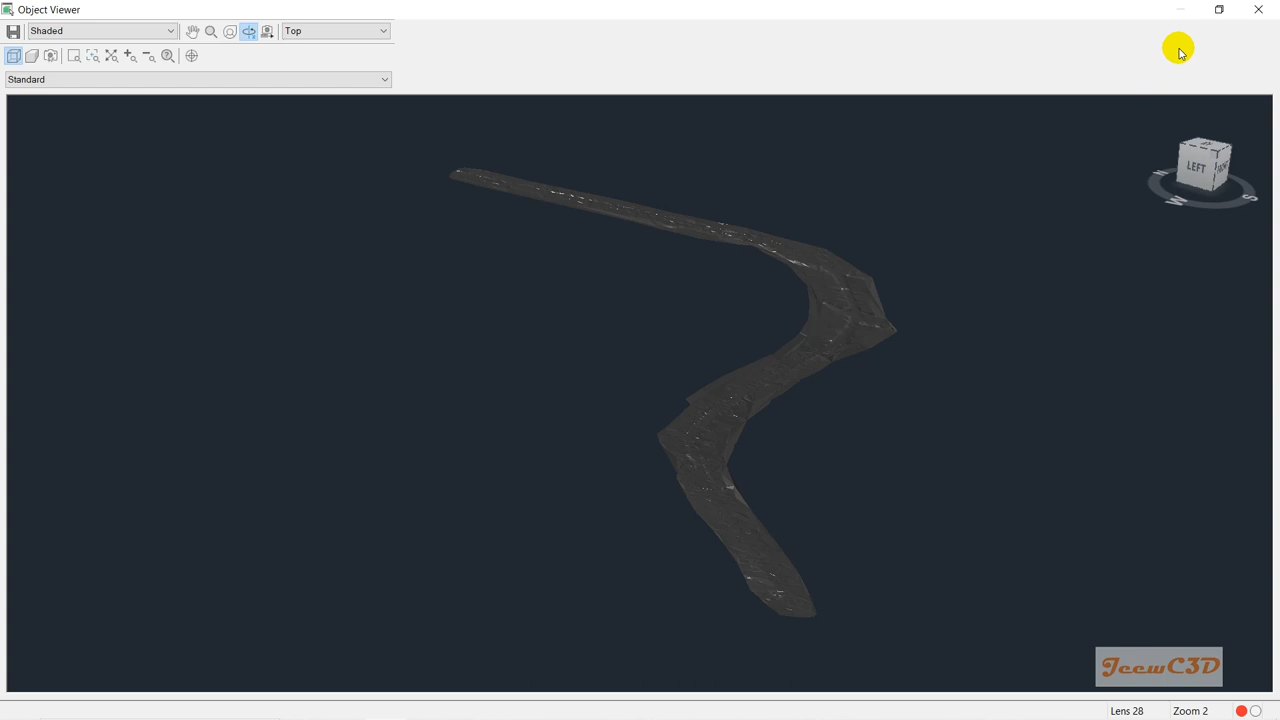 Object Viewer
Shaded
Top
Standard
LEFT
W
S
JeewC3D
Lens 28
Zoom 2